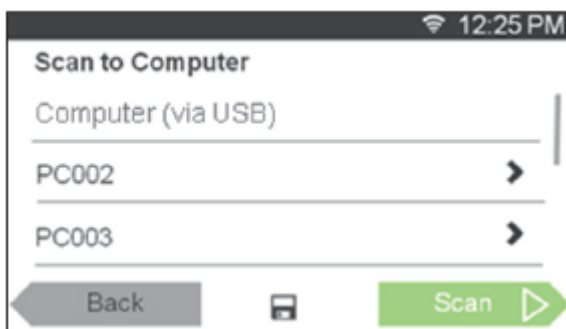 12:25 PM
Scan to Computer
Computer (via USB)
PC002
PC003
Back Scan